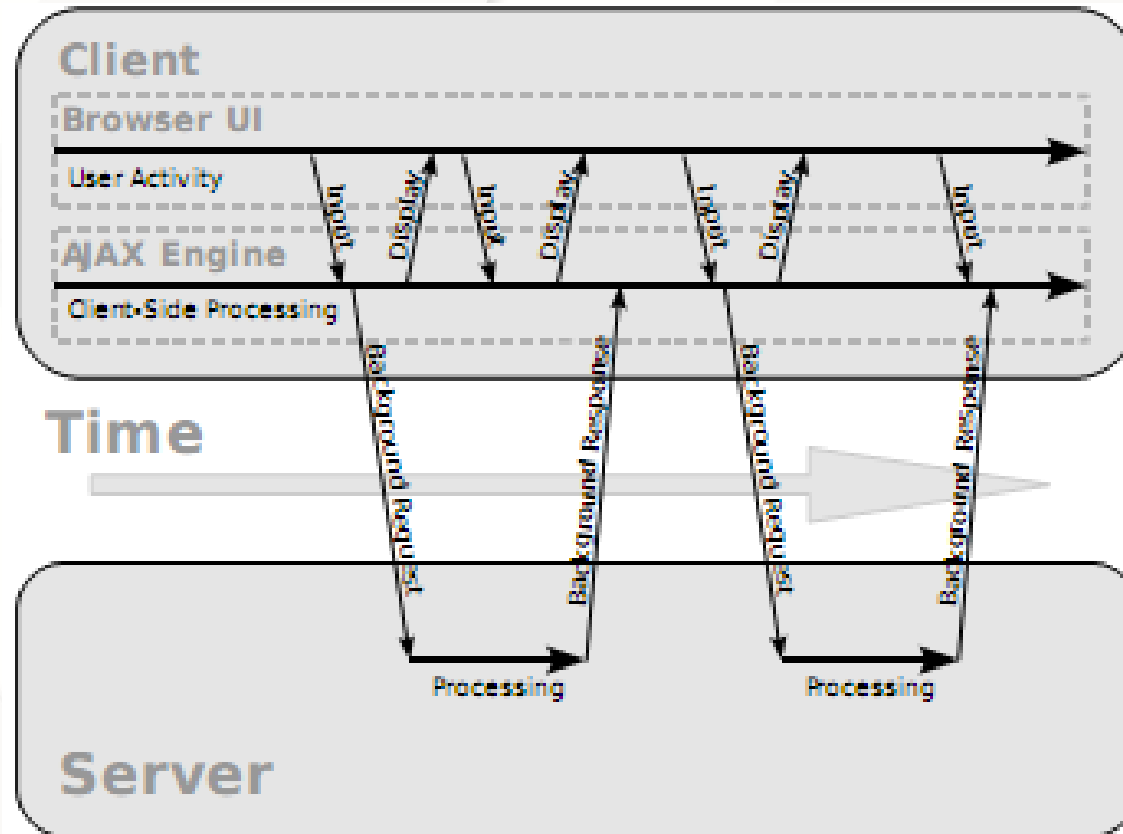 Client
Browser UI
User Activity
Input
Display
Input
Display
Input
Display
Input
AJAX Engine
Client-Side Processing
Background Request
Background Response
Background Request
Background Response
Time
Processing
Processing
Server